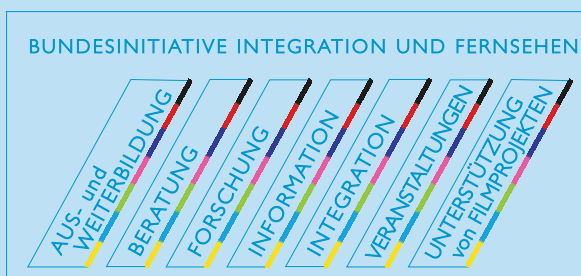 BUNDESINITIATIVE INTEGRATION UND FERNSEHEN
AUS- und
WEITERBILDUNG
BERATUNG
FORSCHUNG
INFORMATION
INTEGRATION
VERANSTALTUNGEN
UNTERSTÜTZUNG
von FILMPROJEKTEN